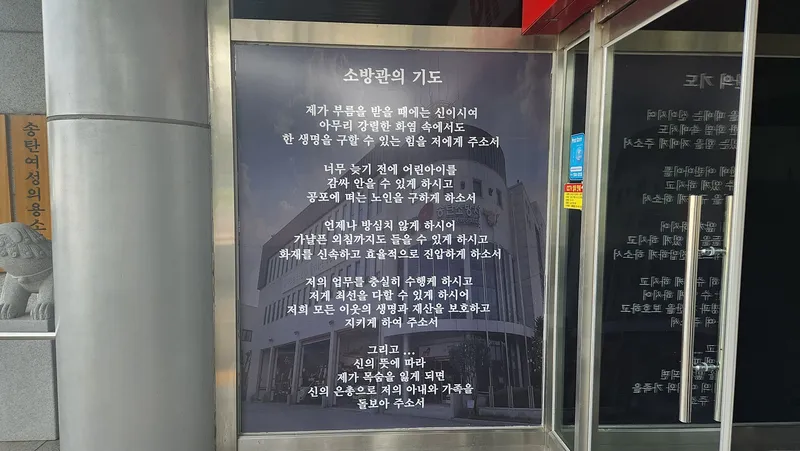 소방관의 기도
제가 부름을 받을 때에는 신이시여
아무리 강렬한 화염 속에서도
한 생명을 구할 수 있는 힘을 저에게 주소서
너무 늦기 전에 어린아이를
감싸 안을 수 있게 하시고
공포에 떠는 노인을 구하게 하소서
언제나 방심치 않게 하시어
가냘픈 외침까지도 들을 수 있게 하시고
화재를 신속하고 효율적으로 진압하게 하소서
저의 업무를 충실히 수행케 하시고
저게 최선을 다할 수 있게 하시어
저희 모든 이웃의 생명과 재산을 보호하고
지키게 하여 주소서
그리고 ...
신의 뜻에 따라
제가 목숨을 잃게 되면
신의 은총으로 저의 아내와 가족을
돌보아 주소서
송탄여성의용소